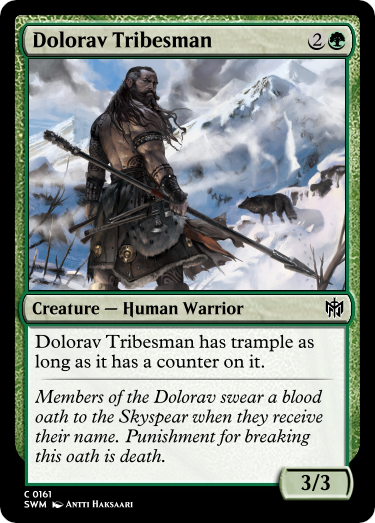 Dolorav Tribesman 2
Creature — Human Warrior
Dolorav Tribesman has trample as
long as it has a counter on it.
Members of the Dolorav swear a blood
oath to the Skyspear when they receive
their name. Punishment for breaking
this oath is death.
3/3
C 0161
SWM Antti Haksaari